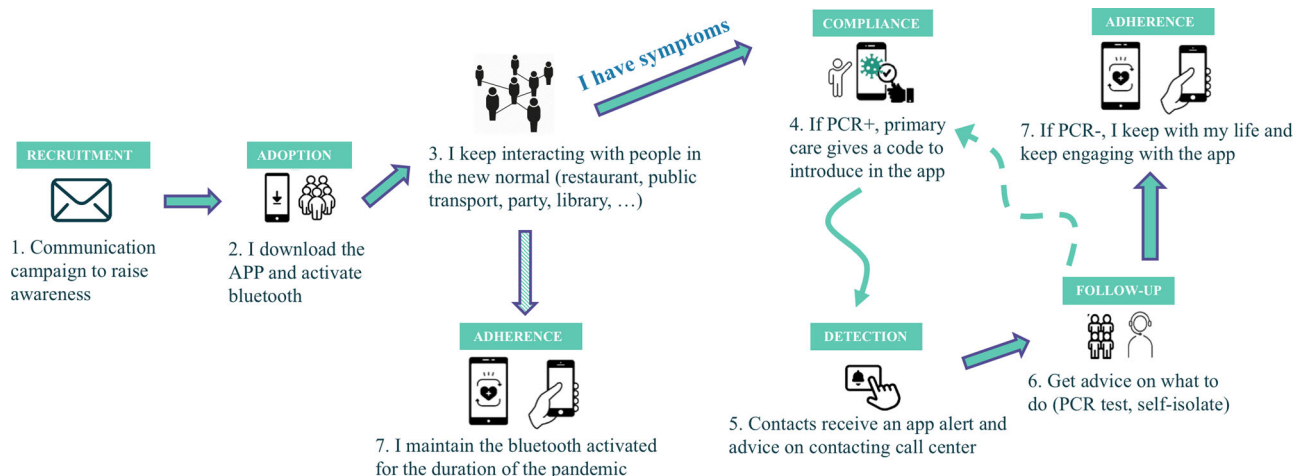 RECRUITMENT
1. Communication
campaign to raise
awareness
ADOPTION
2. I download the
APP and activate
bluetooth
3. I keep interacting with people in
the new normal (restaurant, public
transport, party, library, …)
I have symptoms
ADHERENCE
7. I maintain the bluetooth activated
for the duration of the pandemic
COMPLIANCE
4. If PCR+, primary
care gives a code to
introduce in the app
DETECTION
5. Contacts receive an app alert and
advice on contacting call center
FOLLOW-UP
6. Get advice on what to
do (PCR test, self-isolate)
ADHERENCE
7. If PCR-, I keep with my life and
keep engaging with the app